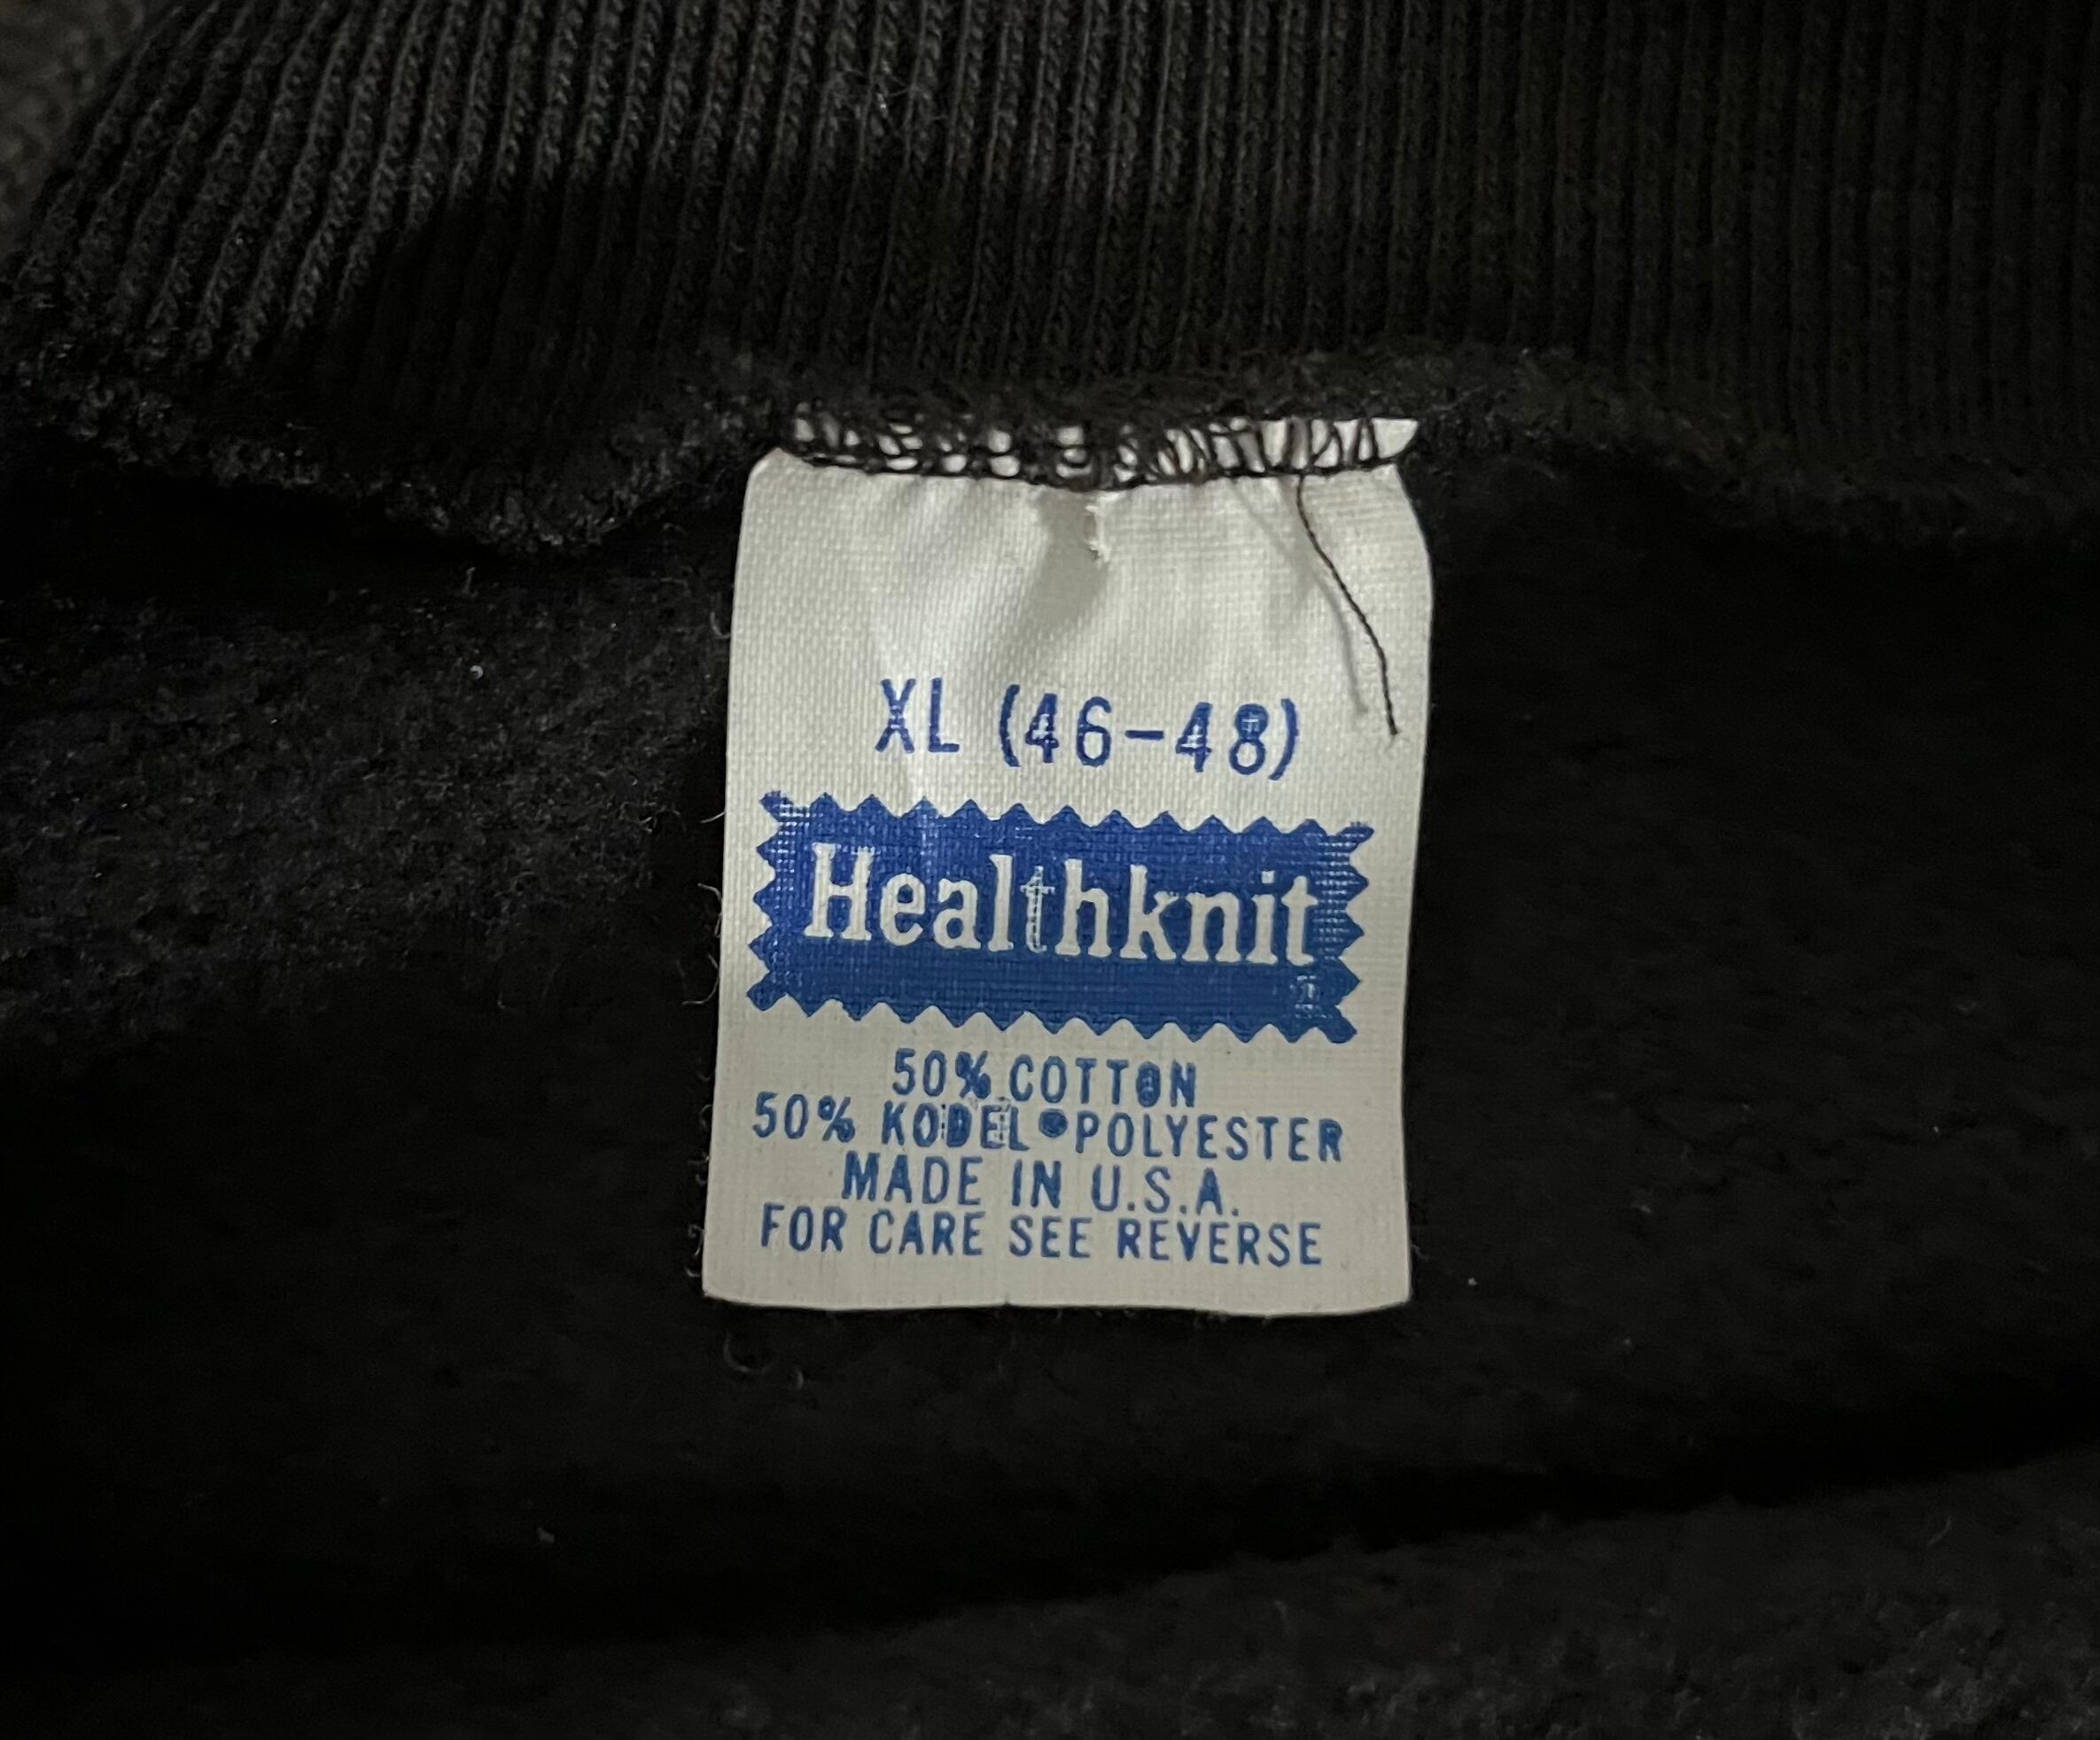 XL (46-48)
Healthknit
50% COTTON
50% KODEL® POLYESTER
MADE IN U.S.A.
FOR CARE SEE REVERSE